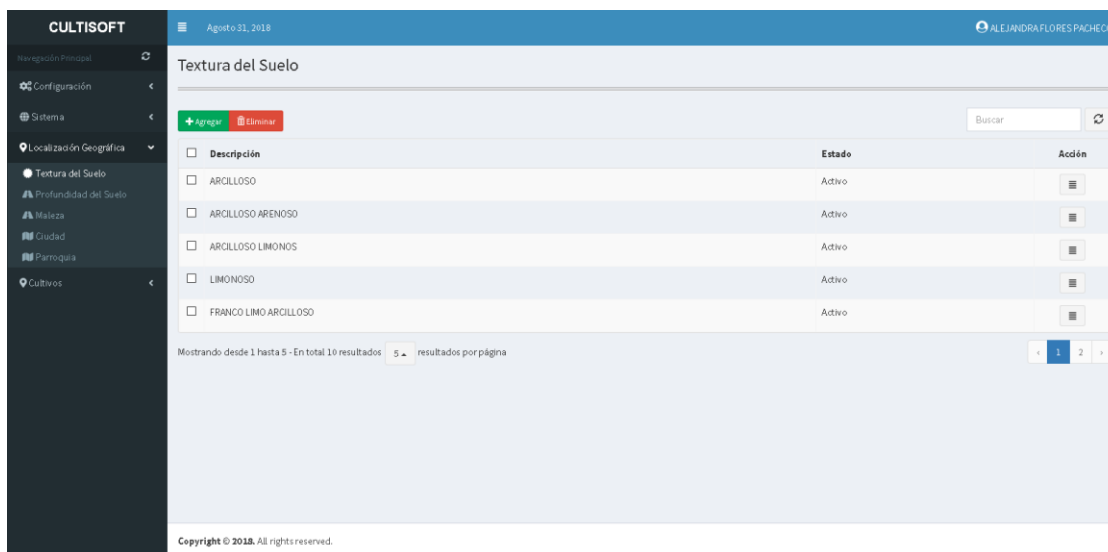 CULTISOFT
Agosto 31, 2018
ALEJANDRA FLORES PACHECO
Navegación Principal
Configuración
Sistema
Localización Geográfica
Textura del Suelo
Profundidad del Suelo
Maleza
Ciudad
Parroquia
Cultivos
Textura del Suelo
Agregar Eliminar
Buscar
Descripción Estado Acción
ARCILLOSO Activo
ARCILLOSO ARENOSO Activo
ARCILLOSO LIMONOS Activo
LIMONOSO Activo
FRANCO LIMO ARCILLOSO Activo
Mostrando desde 1 hasta 5 - En total 10 resultados 5 resultados por página
‹ 1 2 ›
Copyright © 2018. All rights reserved.